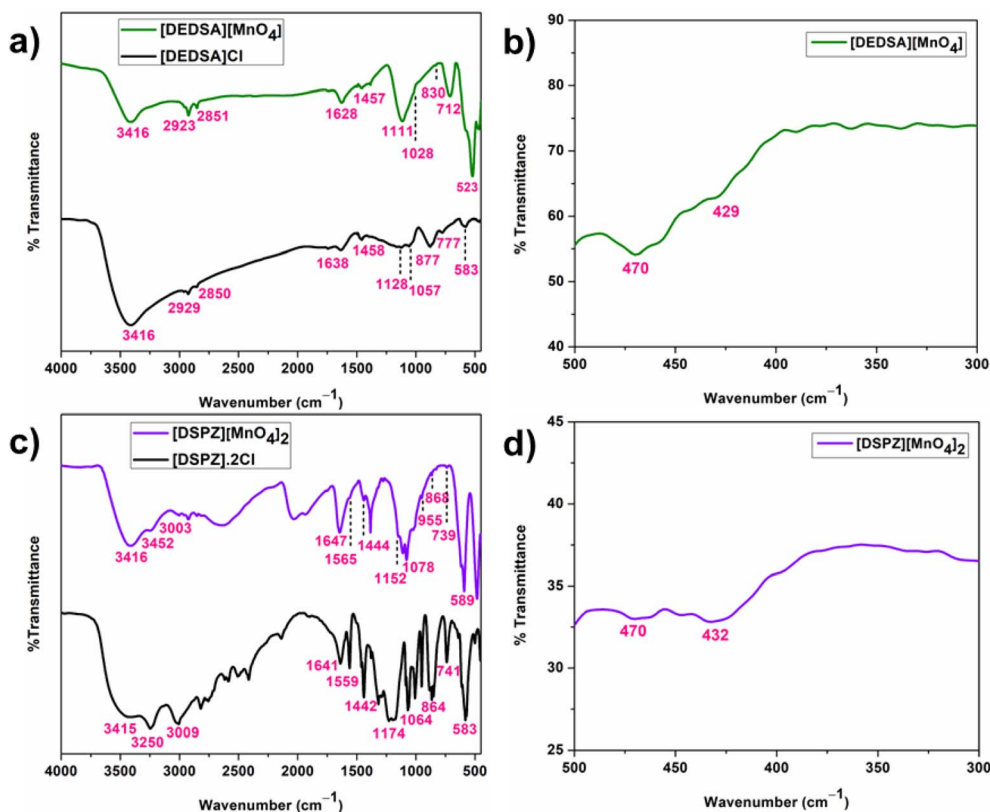 a)
[DEDSA][MnO₄]
[DEDSA]Cl
% Transmittance
3416
2923
2851
1628
1457
1111
1028
830
712
523
3416
2929
2850
1638
1458
1128
1057
877
777
583
4000 3500 3000 2500 2000 1500 1000 500
Wavenumber (cm⁻¹)
b)
[DEDSA][MnO₄]
% Transmittance
90
80
70
60
50
40
470
429
500 450 400 350 300
Wavenumber (cm⁻¹)
c)
[DSPZ][MnO₄]₂
[DSPZ].2Cl
%Transmittance
3416
3452
3003
1647
1565
1444
1152
1078
955
868
739
589
3415
3250
3009
1641
1559
1442
1174
1064
864
741
583
4000 3500 3000 2500 2000 1500 1000 500
Wavenumber (cm⁻¹)
d)
[DSPZ][MnO₄]₂
% Transmittance
45
40
35
30
25
470
432
500 450 400 350 300
Wavenumber (cm⁻¹)